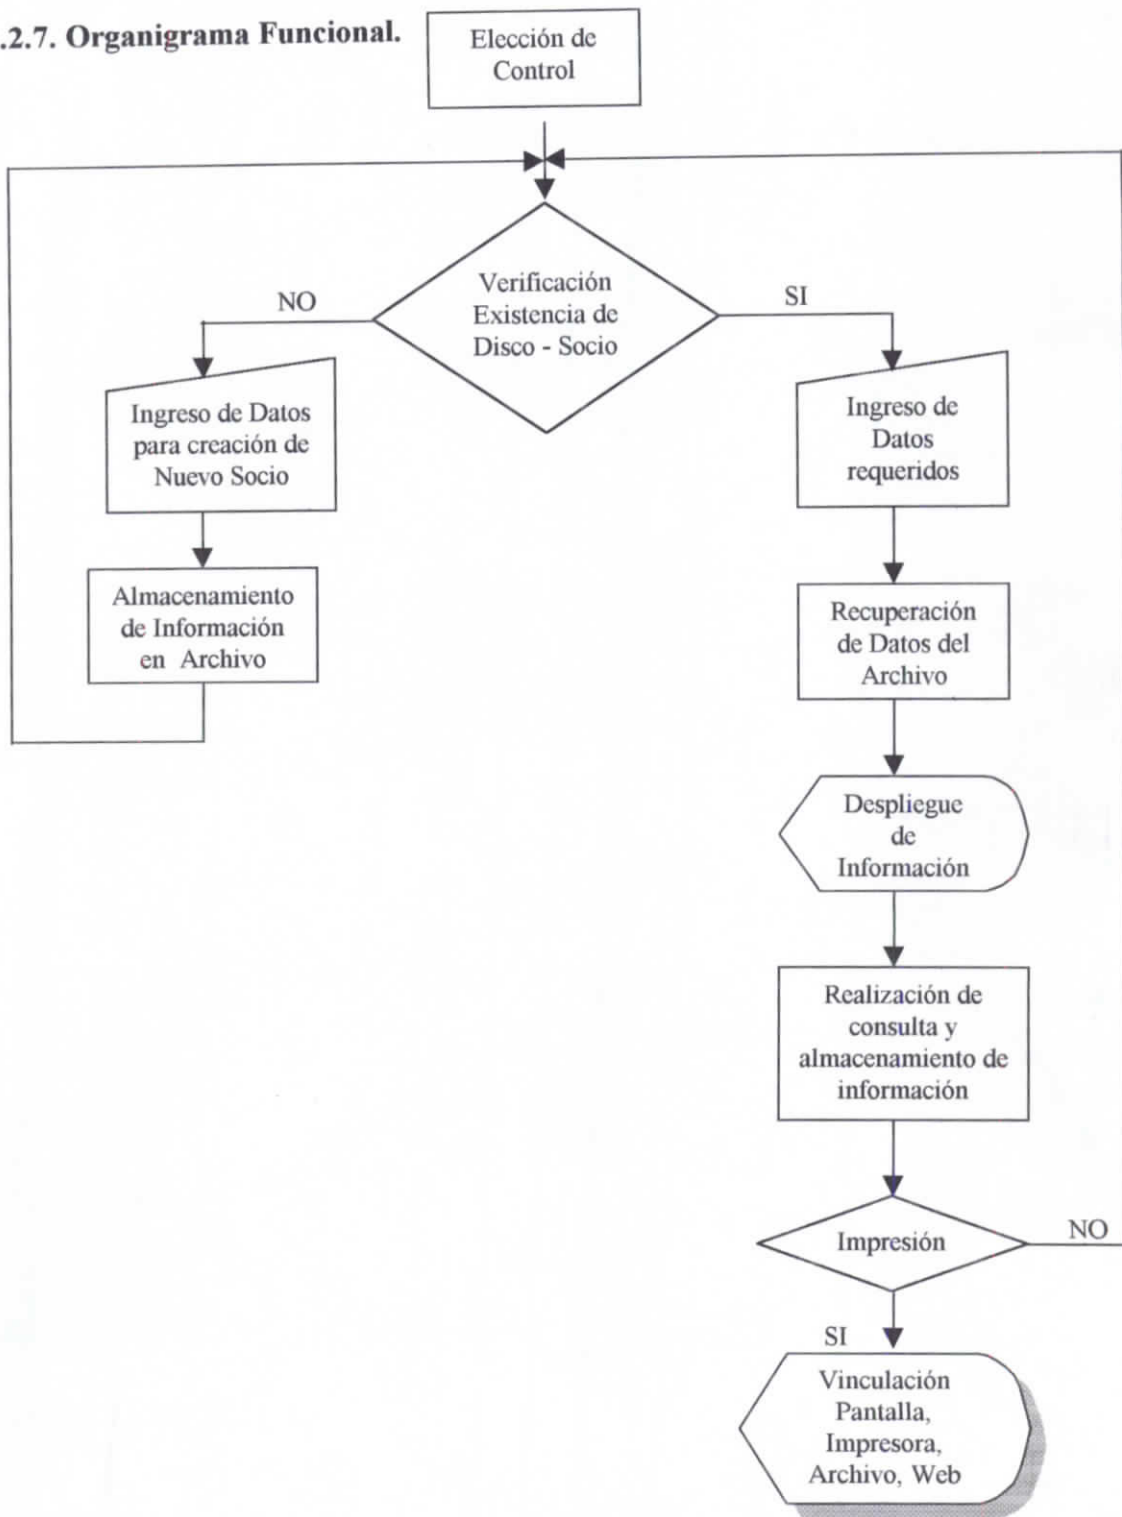 .2.7. Organigrama Funcional.
Elección de
Control
Verificación
Existencia de
Disco - Socio
NO
SI
Ingreso de Datos
para creación de
Nuevo Socio
Ingreso de
Datos
requeridos
Almacenamiento
de Información
en Archivo
Recuperación
de Datos del
Archivo
Despliegue
de
Información
Realización de
consulta y
almacenamiento de
información
Impresión
NO
SI
Vinculación
Pantalla,
Impresora,
Archivo, Web